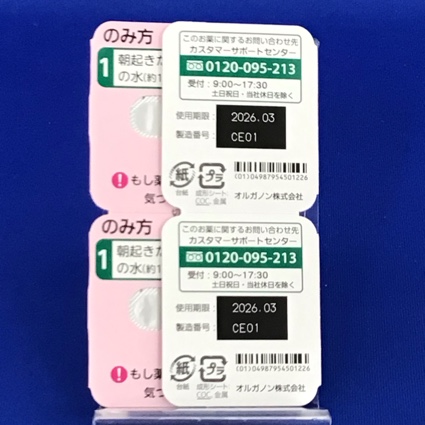 のみ方
1 朝起きた
の水(約1
!もし薬
気づ
このお薬に関するお問い合わせ先
カスタマーサポートセンター
0120-095-213
受付：9:00〜17:30
土日祝日・当社休日を除く
使用期限： 2026.03
製造番号： CE01
紙 プラ
台紙 成形シート
COC, 金属
(01)04987954501226
オルガノン株式会社
のみ方
1 朝起きた
の水(約1
!もし薬
気づ
このお薬に関するお問い合わせ先
カスタマーサポートセンター
0120-095-213
受付：9:00〜17:30
土日祝日・当社休日を除く
使用期限： 2026.03
製造番号： CE01
紙 プラ
台紙 成形シート
COC, 金属
(01)04987954501226
オルガノン株式会社